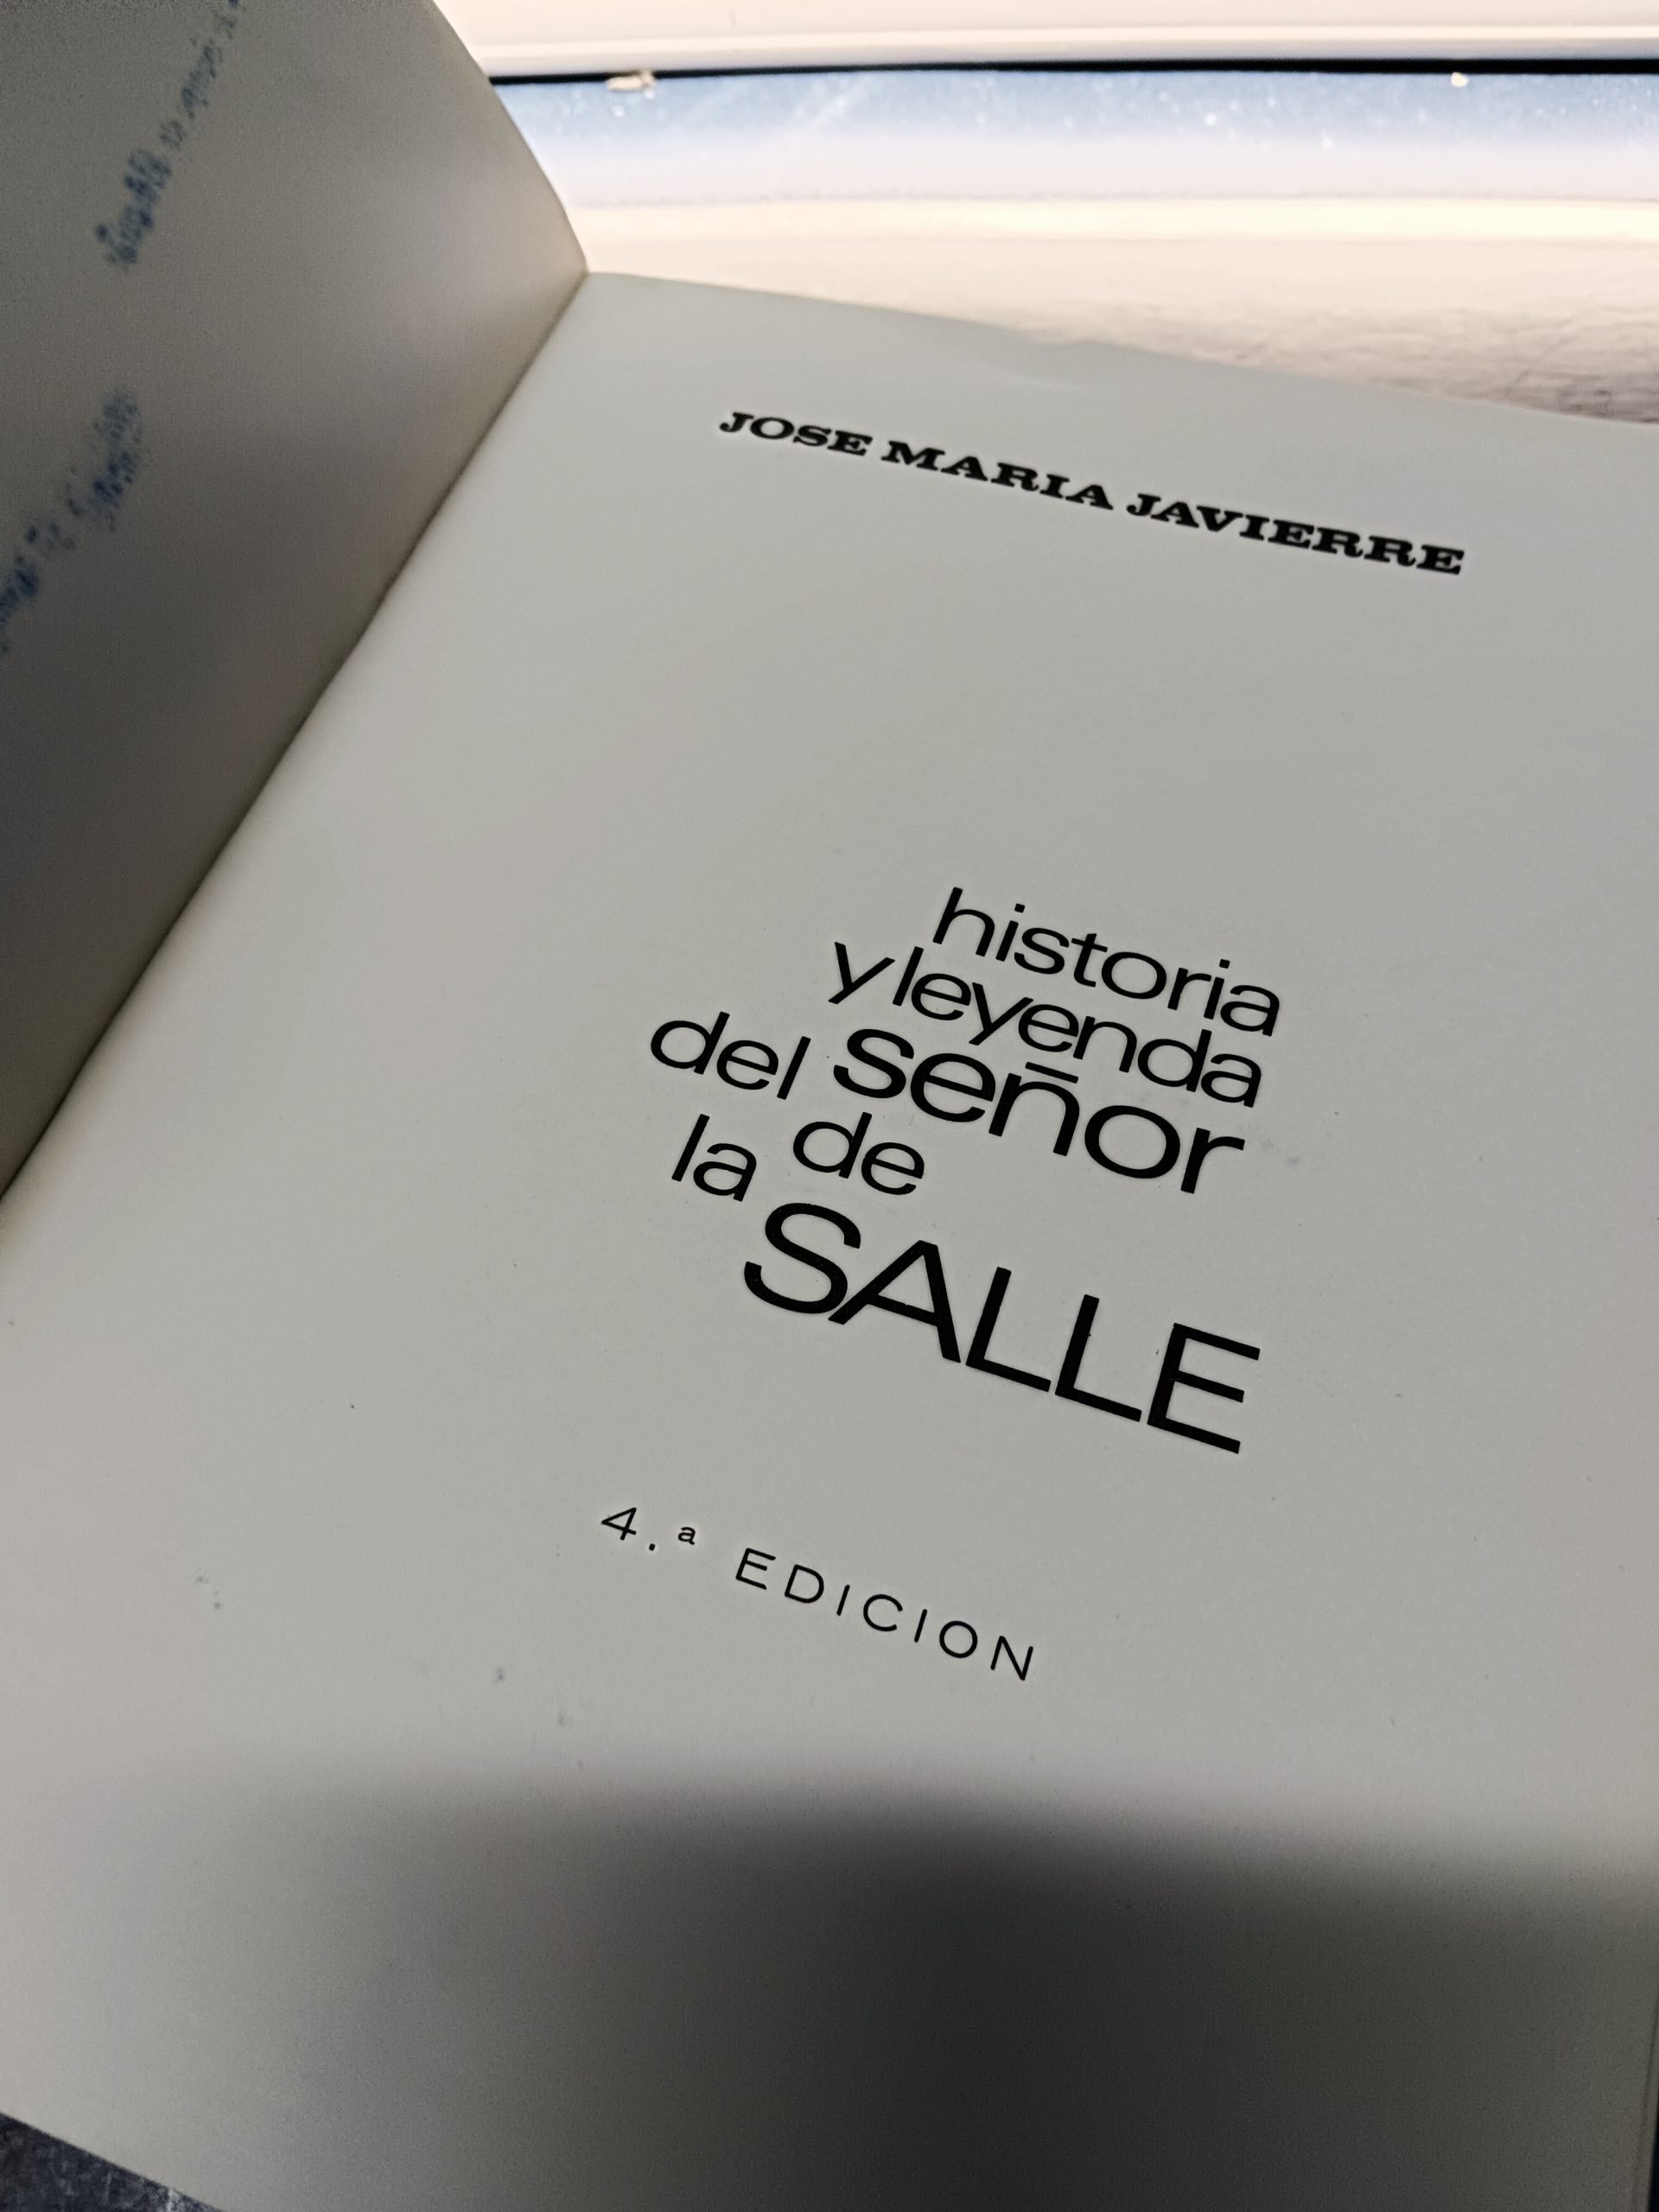 JOSE MARIA JAVIERRE
historia
y leyenda
del señor
de
la
SALLE
4.ª EDICION